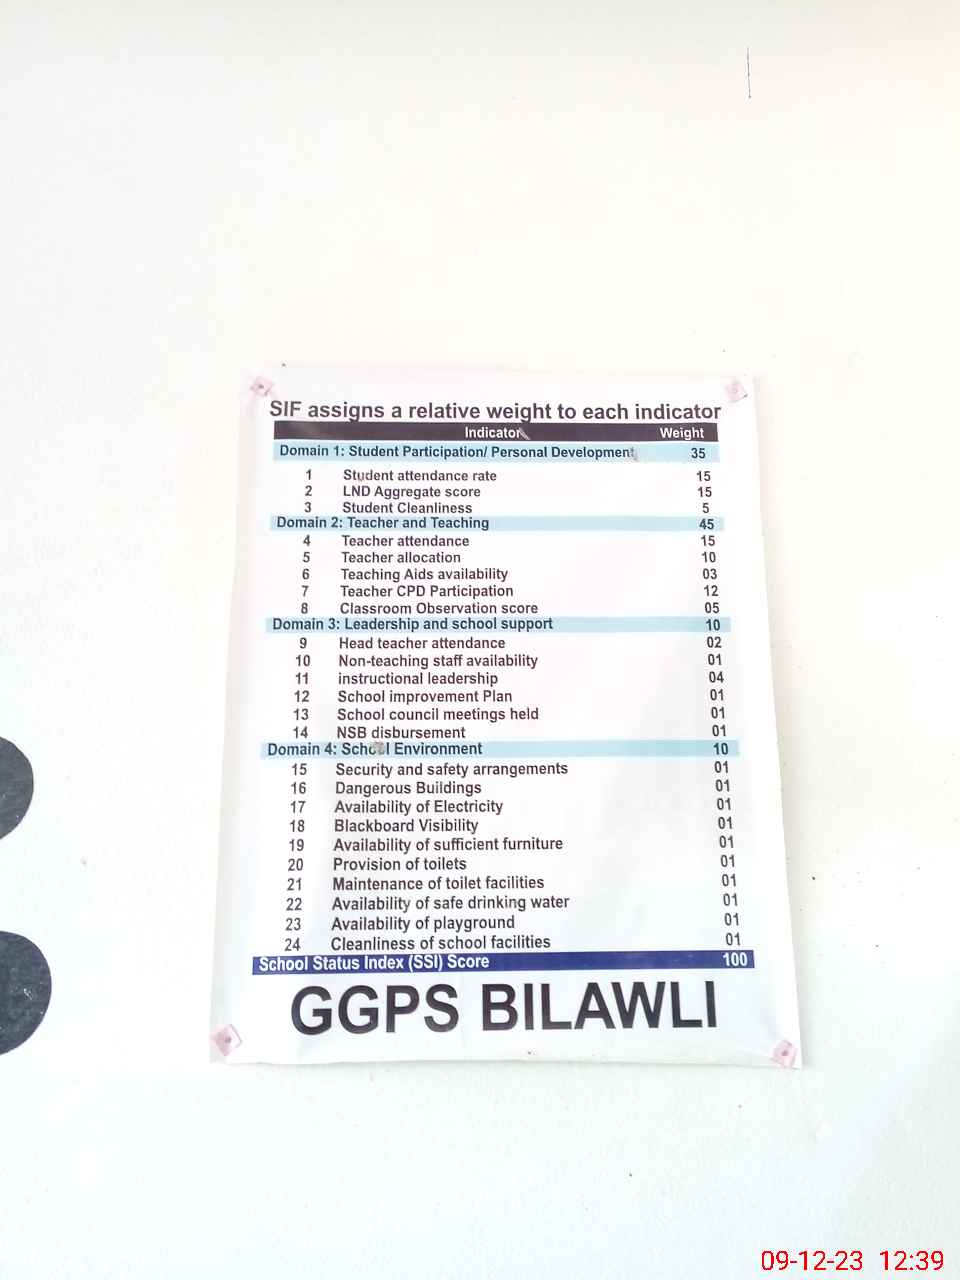 SIF assigns a relative weight to each indicator
Indicator Weight
Domain 1: Student Participation/ Personal Development 35
1 Student attendance rate 15
2 LND Aggregate score 15
3 Student Cleanliness 5
Domain 2: Teacher and Teaching 45
4 Teacher attendance 15
5 Teacher allocation 10
6 Teaching Aids availability 03
7 Teacher CPD Participation 12
8 Classroom Observation score 05
Domain 3: Leadership and school support 10
9 Head teacher attendance 02
10 Non-teaching staff availability 01
11 instructional leadership 04
12 School improvement Plan 01
13 School council meetings held 01
14 NSB disbursement 01
Domain 4: School Environment 10
15 Security and safety arrangements 01
16 Dangerous Buildings 01
17 Availability of Electricity 01
18 Blackboard Visibility 01
19 Availability of sufficient furniture 01
20 Provision of toilets 01
21 Maintenance of toilet facilities 01
22 Availability of safe drinking water 01
23 Availability of playground 01
24 Cleanliness of school facilities 01
School Status Index (SSI) Score 100
GGPS BILAWLI
09-12-23 12:39